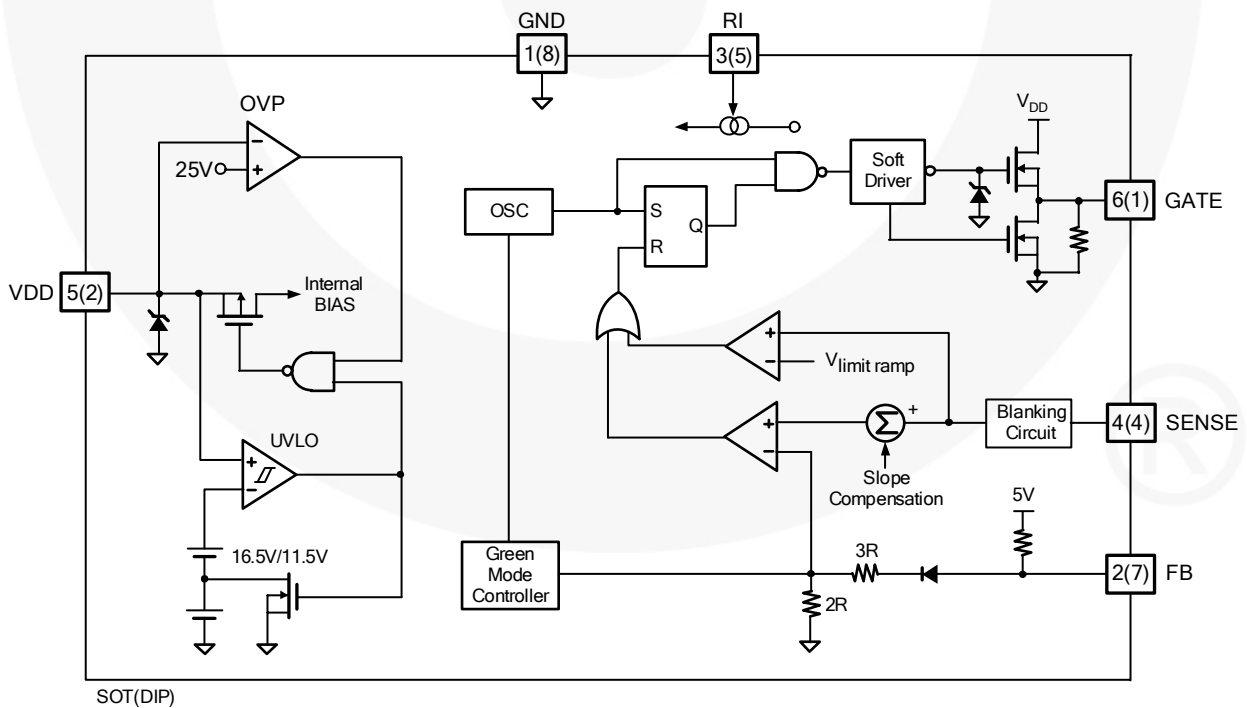 GND
RI
1(8)
3(5)
OVP
−
25V
+
V_DD
Soft
Driver
6(1)
GATE
OSC
S
Q
R
VDD
5(2)
Internal
BIAS
+
−
V_limit ramp
UVLO
+
−
+
−
Σ
+
Blanking
Circuit
4(4)
SENSE
Slope
Compensation
16.5V/11.5V
5V
Green
Mode
Controller
3R
2R
2(7)
FB
SOT(DIP)
®